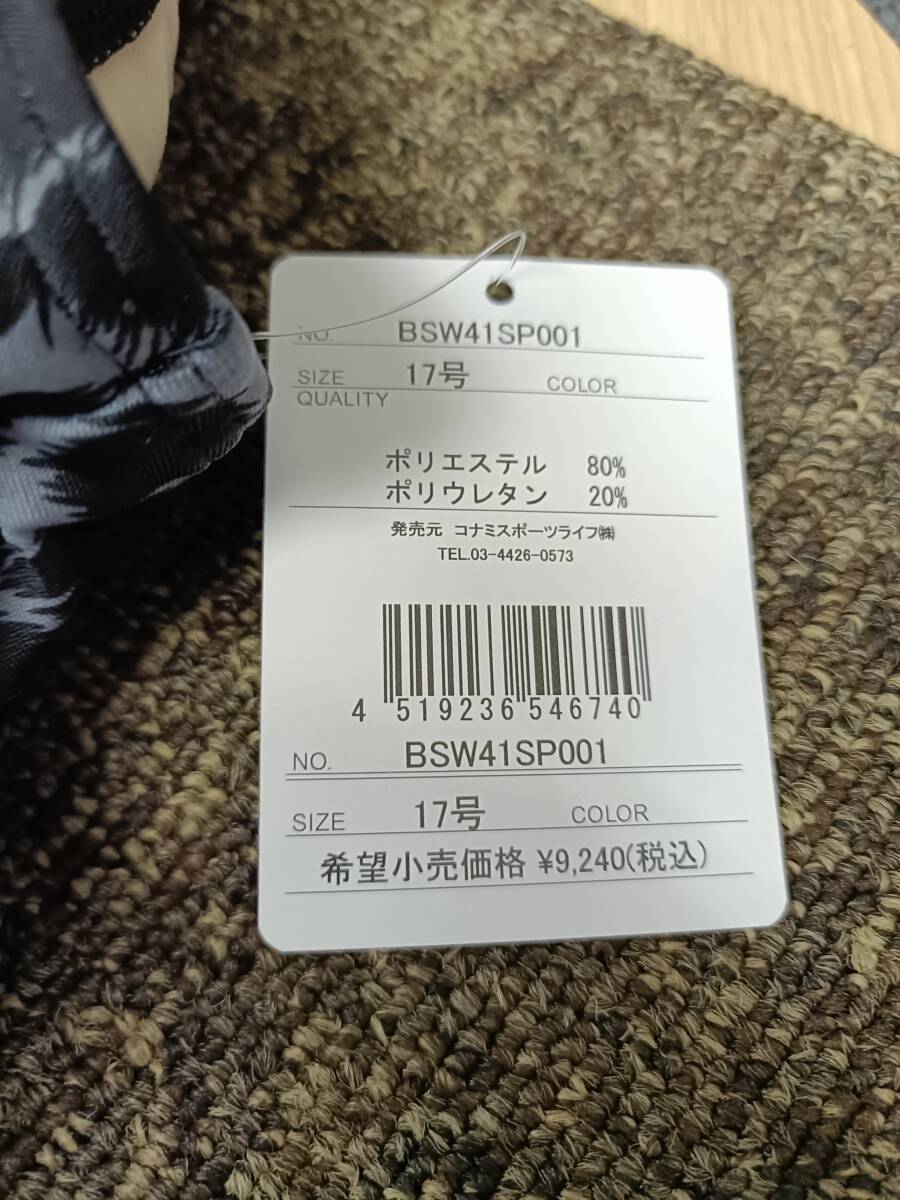 NO. BSW41SP001
SIZE 17号 COLOR
QUALITY
ポリエステル 80%
ポリウレタン 20%
発売元 コナミスポーツライフ㈱
TEL.03-4426-0573
4 519236 546740
NO. BSW41SP001
SIZE 17号 COLOR
希望小売価格 ¥9,240(税込)